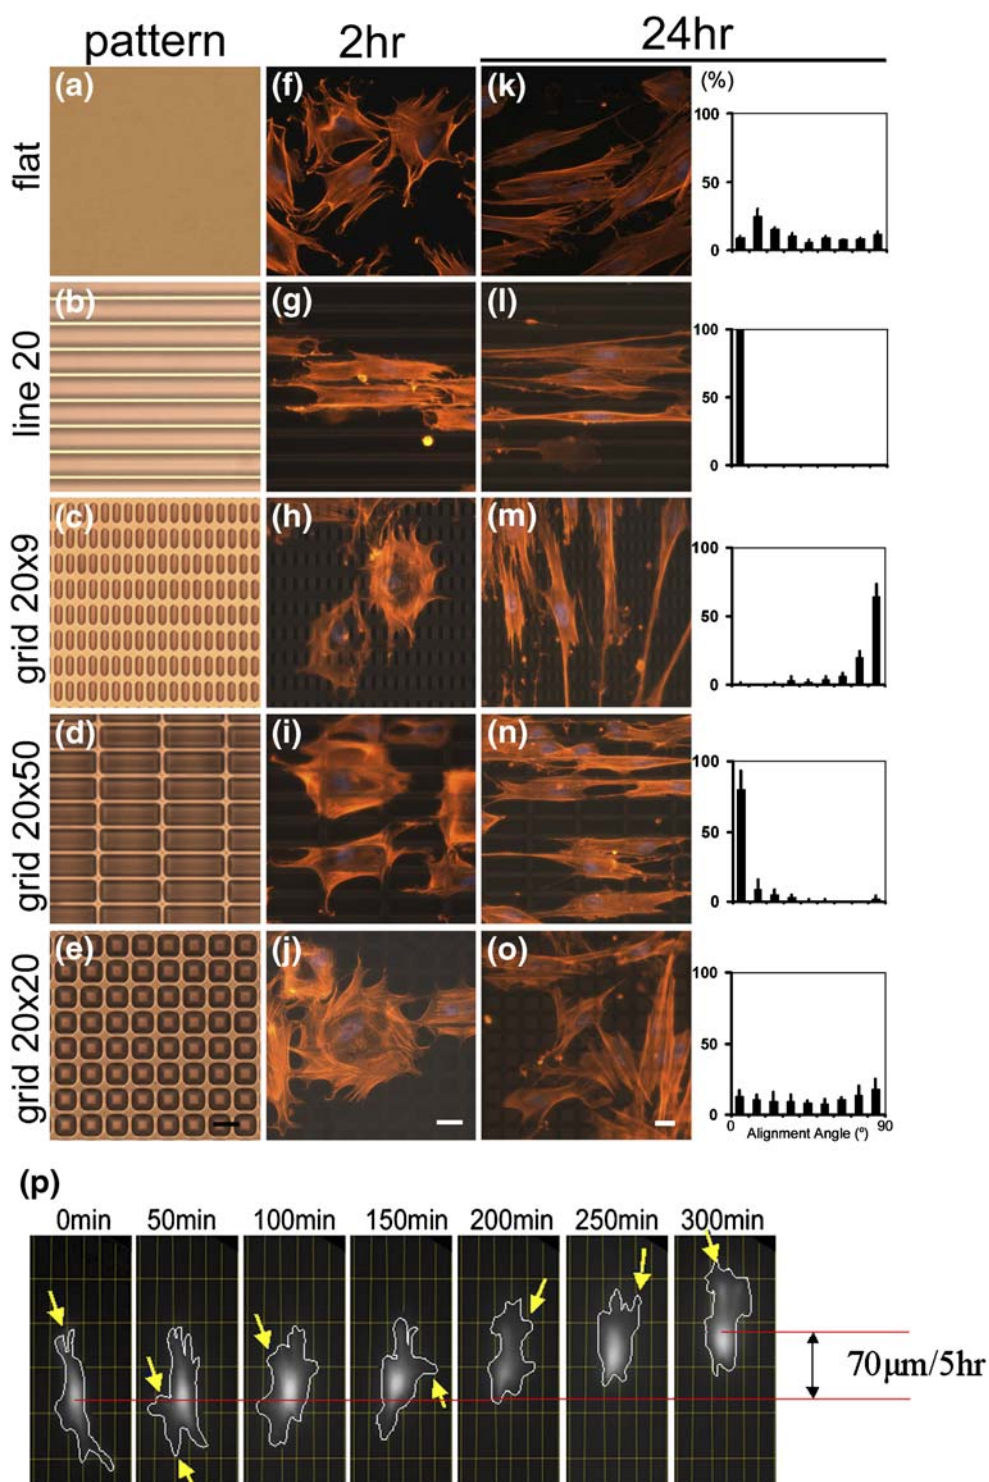 pattern 2hr 24hr
flat (a) (f) (k) (%)
100
50
0
line 20 (b) (g) (l)
100
50
0
grid 20x9 (c) (h) (m)
100
50
0
grid 20x50 (d) (i) (n)
100
50
0
grid 20x20 (e) (j) (o)
100
50
0
0 Alignment Angle (º) 90
(p)
0min 50min 100min 150min 200min 250min 300min
70μm/5hr